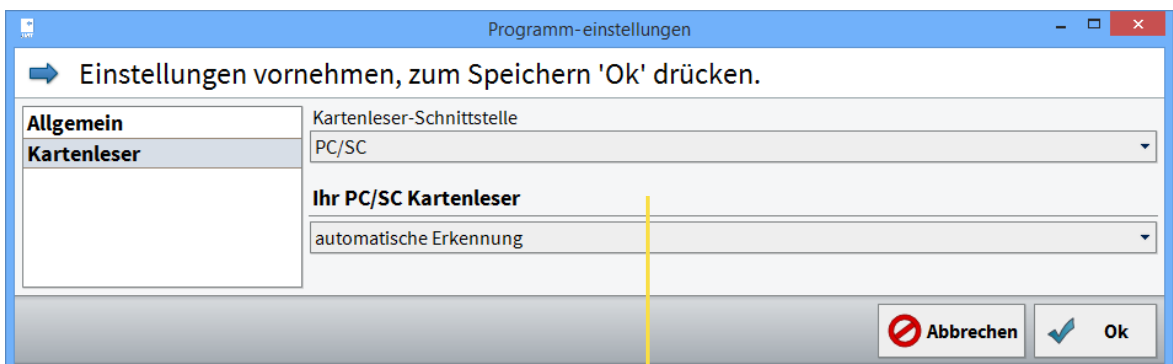 Programm-einstellungen
Einstellungen vornehmen, zum Speichern 'Ok' drücken.
Allgemein
Kartenleser
Kartenleser-Schnittstelle
PC/SC
Ihr PC/SC Kartenleser
automatische Erkennung
Abbrechen
Ok